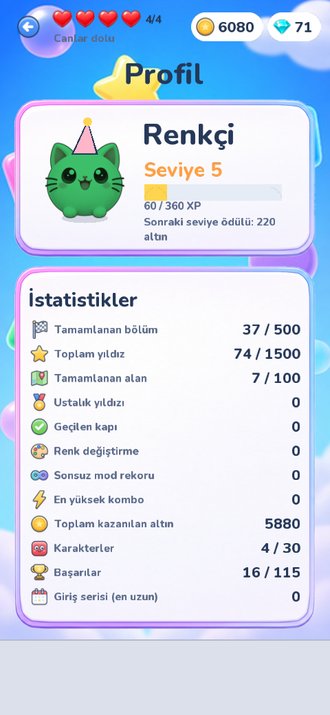 4/4
6080
71
Canlar dolu
Profil
Renkçi
Seviye 5
60 / 360 XP
Sonraki seviye ödülü: 220
altın
İstatistikler
Tamamlanan bölüm 37 / 500
Toplam yıldız 74 / 1500
Tamamlanan alan 7 / 100
Ustalık yıldızı 0
Geçilen kapı 0
Renk değiştirme 0
Sonsuz mod rekoru 0
En yüksek kombo 0
Toplam kazanılan altın 5880
Karakterler 4 / 30
Başarılar 16 / 115
Giriş serisi (en uzun) 0